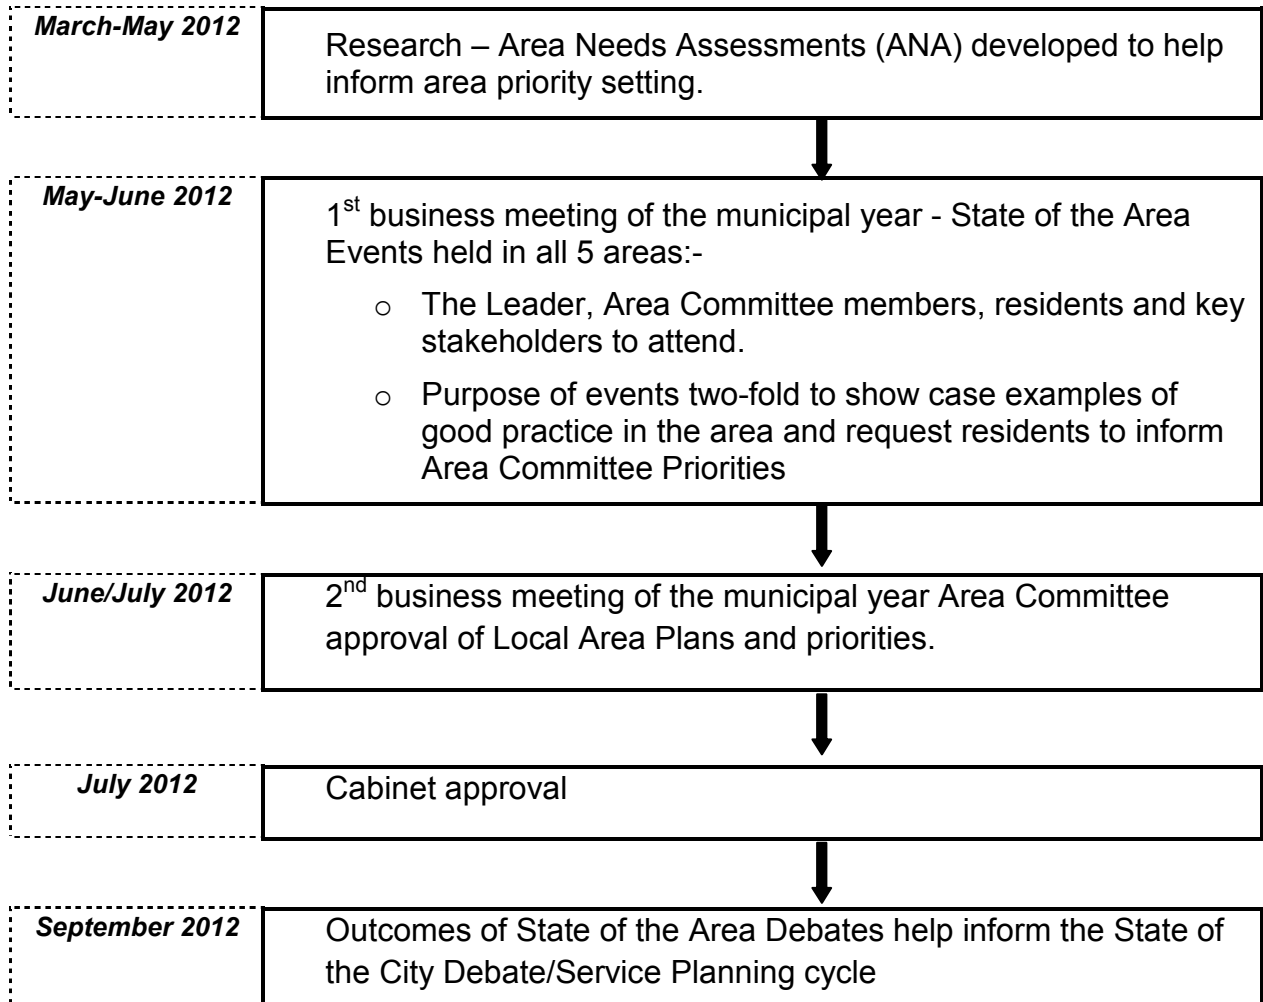 March-May 2012
Research – Area Needs Assessments (ANA) developed to help
inform area priority setting.
May-June 2012
1st business meeting of the municipal year - State of the Area
Events held in all 5 areas:-
o The Leader, Area Committee members, residents and key
stakeholders to attend.
o Purpose of events two-fold to show case examples of
good practice in the area and request residents to inform
Area Committee Priorities
June/July 2012
2nd business meeting of the municipal year Area Committee
approval of Local Area Plans and priorities.
July 2012
Cabinet approval
September 2012
Outcomes of State of the Area Debates help inform the State of
the City Debate/Service Planning cycle